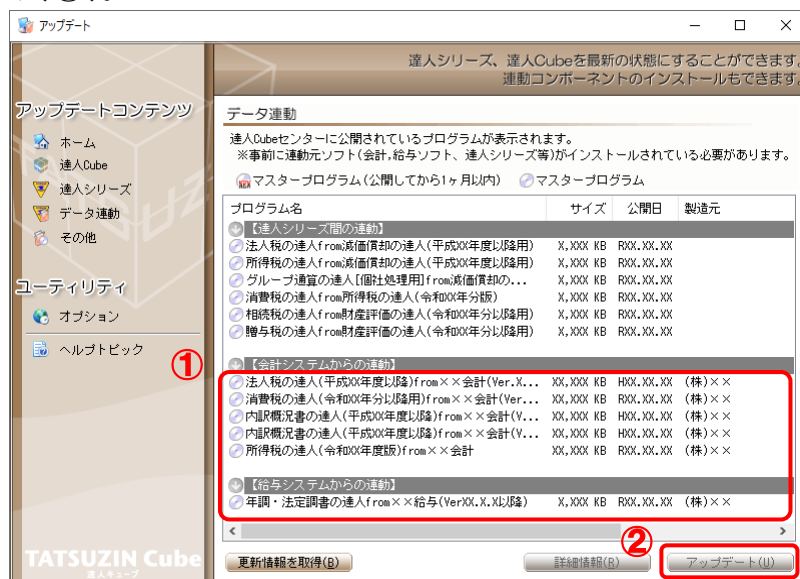 アップデート
達人シリーズ、達人Cubeを最新の状態にすることができます。
連動コンポーネントのインストールもできます。
アップデートコンテンツ
ホーム
達人Cube
達人シリーズ
データ連動
その他
ユーティリティ
オプション
ヘルプトピック
データ連動
達人Cubeセンターに公開されているプログラムが表示されます。
※事前に連動元ソフト(会計,給与ソフト、達人シリーズ等)がインストールされている必要があります。
マスタープログラム(公開してから1ヶ月以内) マスタープログラム
プログラム名 サイズ 公開日 製造元
【達人シリーズ間の連動】
法人税の達人from減価償却の達人(平成XX年度以降用) X,XXX KB RXX.XX.XX
所得税の達人from減価償却の達人(平成XX年度以降用) X,XXX KB RXX.XX.XX
グループ通算の達人[個社処理用]from減価償却の... X,XXX KB RXX.XX.XX
消費税の達人from所得税の達人(令和XX年分版) X,XXX KB RXX.XX.XX
相続税の達人from財産評価の達人(令和XX年分以降用) X,XXX KB RXX.XX.XX
贈与税の達人from財産評価の達人(令和XX年分以降用) X,XXX KB RXX.XX.XX
①
【会計システムからの連動】
法人税の達人(平成XX年度以降)from××会計(Ver.X... XX,XXX KB HXX.XX.XX (株)××
消費税の達人(令和XX年分以降用)from××会計(Ver... XX,XXX KB RXX.XX.XX (株)××
内訳概況書の達人(平成XX年度以降)from××会計(V... XX,XXX KB HXX.XX.XX (株)××
内訳概況書の達人(平成XX年度以降)from××会計(V... XX,XXX KB RXX.XX.XX (株)××
所得税の達人(令和XX年度版)from××会計 XX,XXX KB RXX.XX.XX (株)××
【給与システムからの連動】
年調・法定調書の達人from××給与(VerXX.X.X以降) X,XXX KB RXX.XX.XX (株)××
②
更新情報を取得(B) 詳細情報(R) アップデート(U)
TATSUZIN Cube
達人キューブ